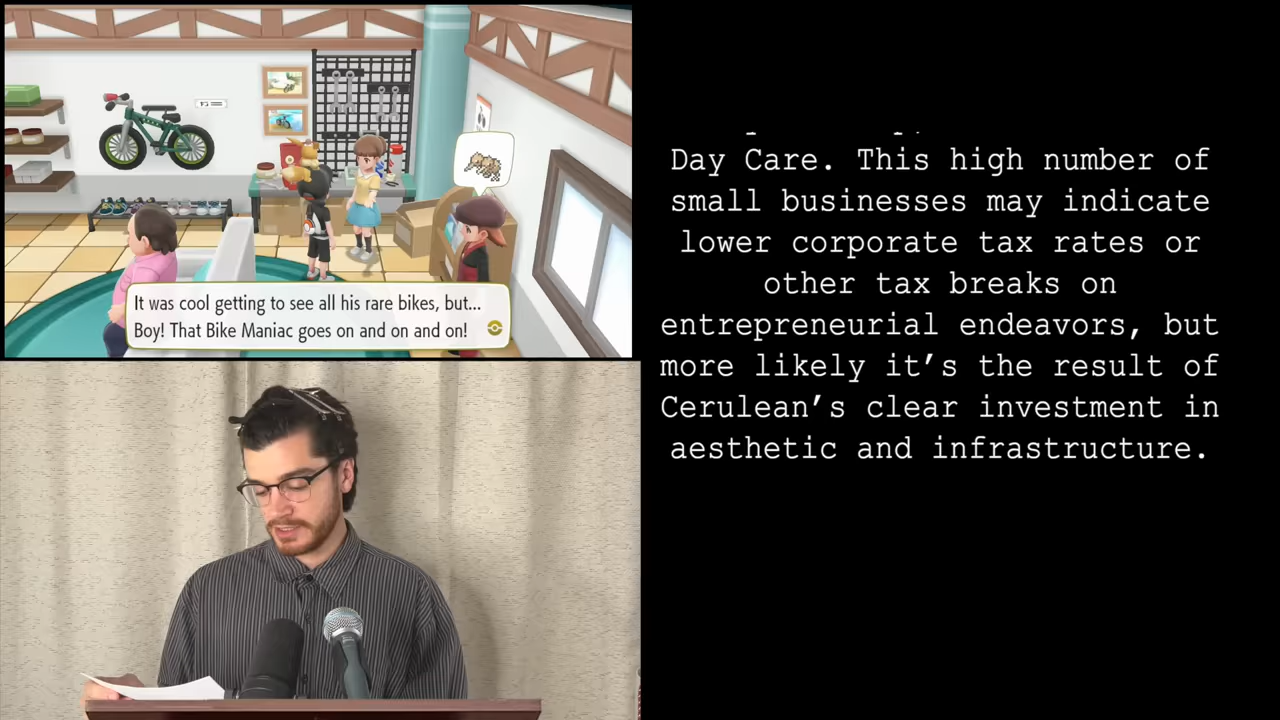 It was cool getting to see all his rare bikes, but...
Boy! That Bike Maniac goes on and on and on!
Day Care. This high number of
small businesses may indicate
lower corporate tax rates or
other tax breaks on
entrepreneurial endeavors, but
more likely it’s the result of
Cerulean’s clear investment in
aesthetic and infrastructure.